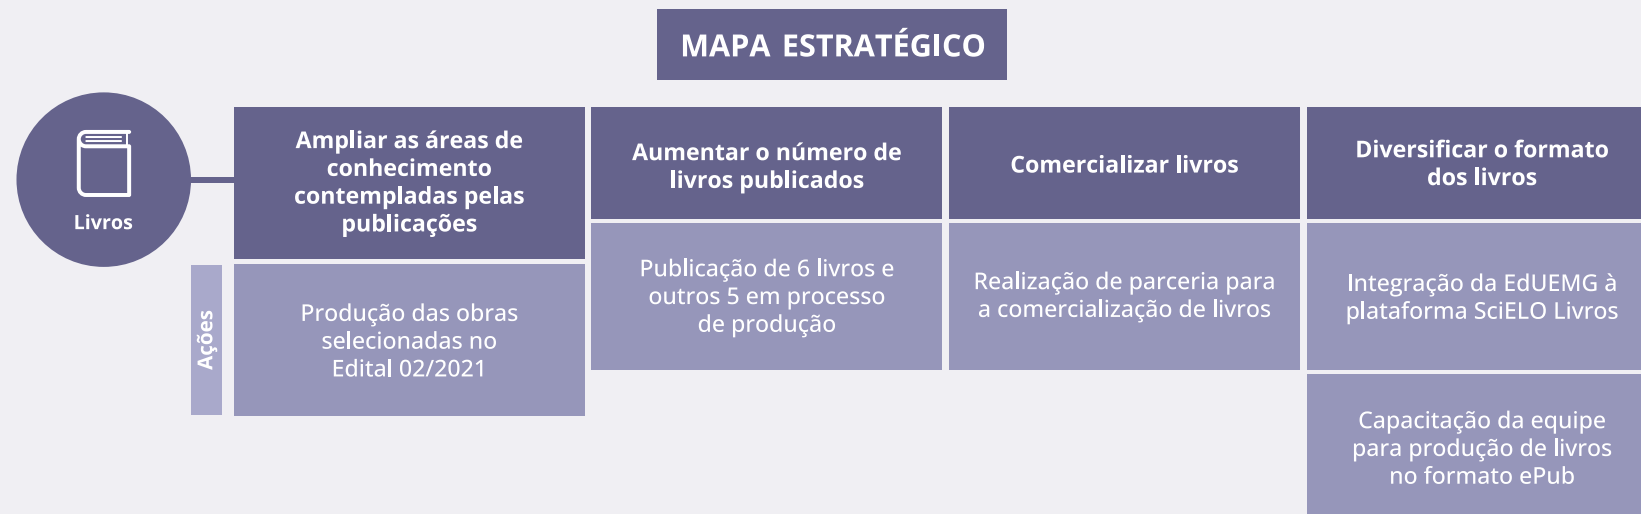 MAPA ESTRATÉGICO
Livros
Ampliar as áreas de
conhecimento
contempladas pelas
publicações
Aumentar o número de
livros publicados
Comercializar livros
Diversificar o formato
dos livros
Ações
Produção das obras
selecionadas no
Edital 02/2021
Publicação de 6 livros e
outros 5 em processo
de produção
Realização de parceria para
a comercialização de livros
Integração da EdUEMG à
plataforma SciELO Livros
Capacitação da equipe
para produção de livros
no formato ePub